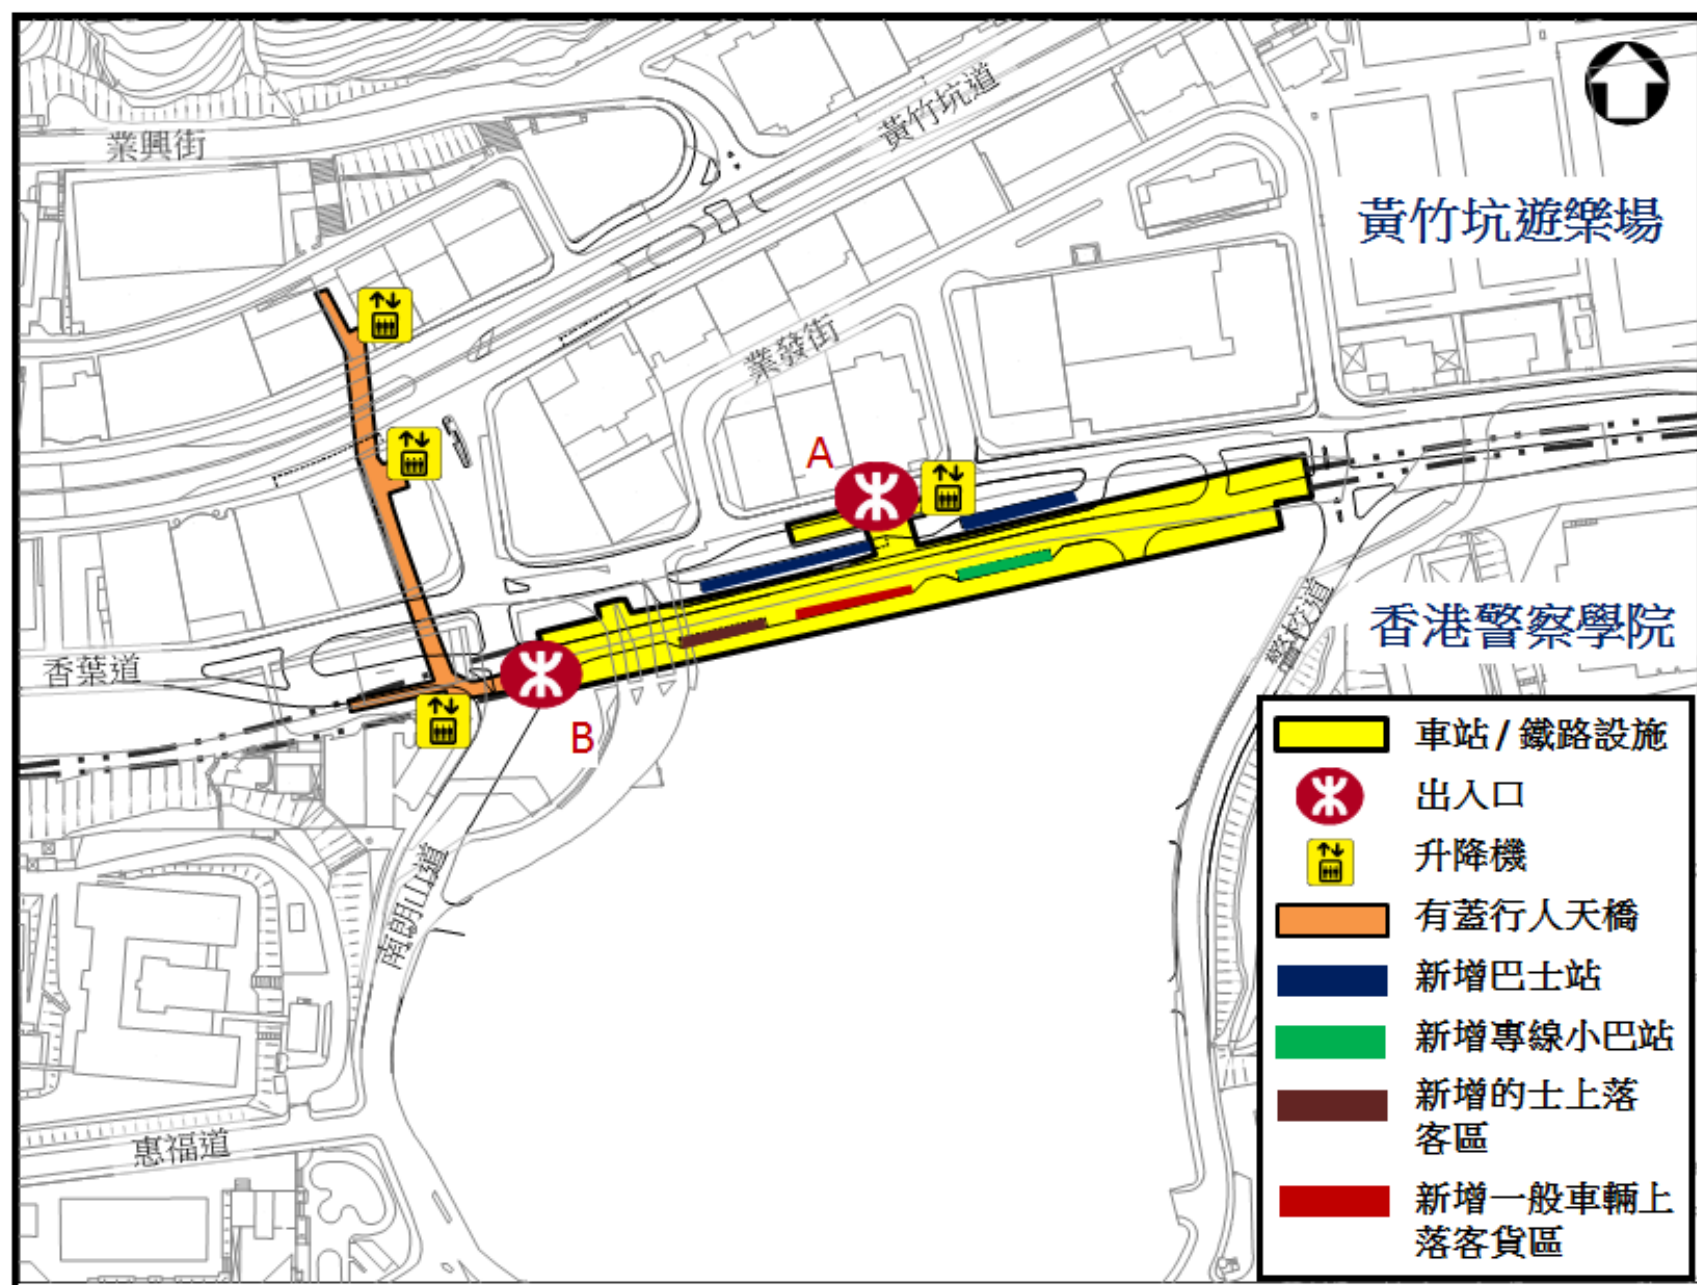 業興街
黃竹坑道
黃竹坑遊樂場
業發街
A
香港警察學院
警校道
香葉道
B
南朗山道
惠福道
車站 / 鐵路設施
出入口
升降機
有蓋行人天橋
新增巴士站
新增專線小巴站
新增的士上落
客區
新增一般車輛上
落客貨區